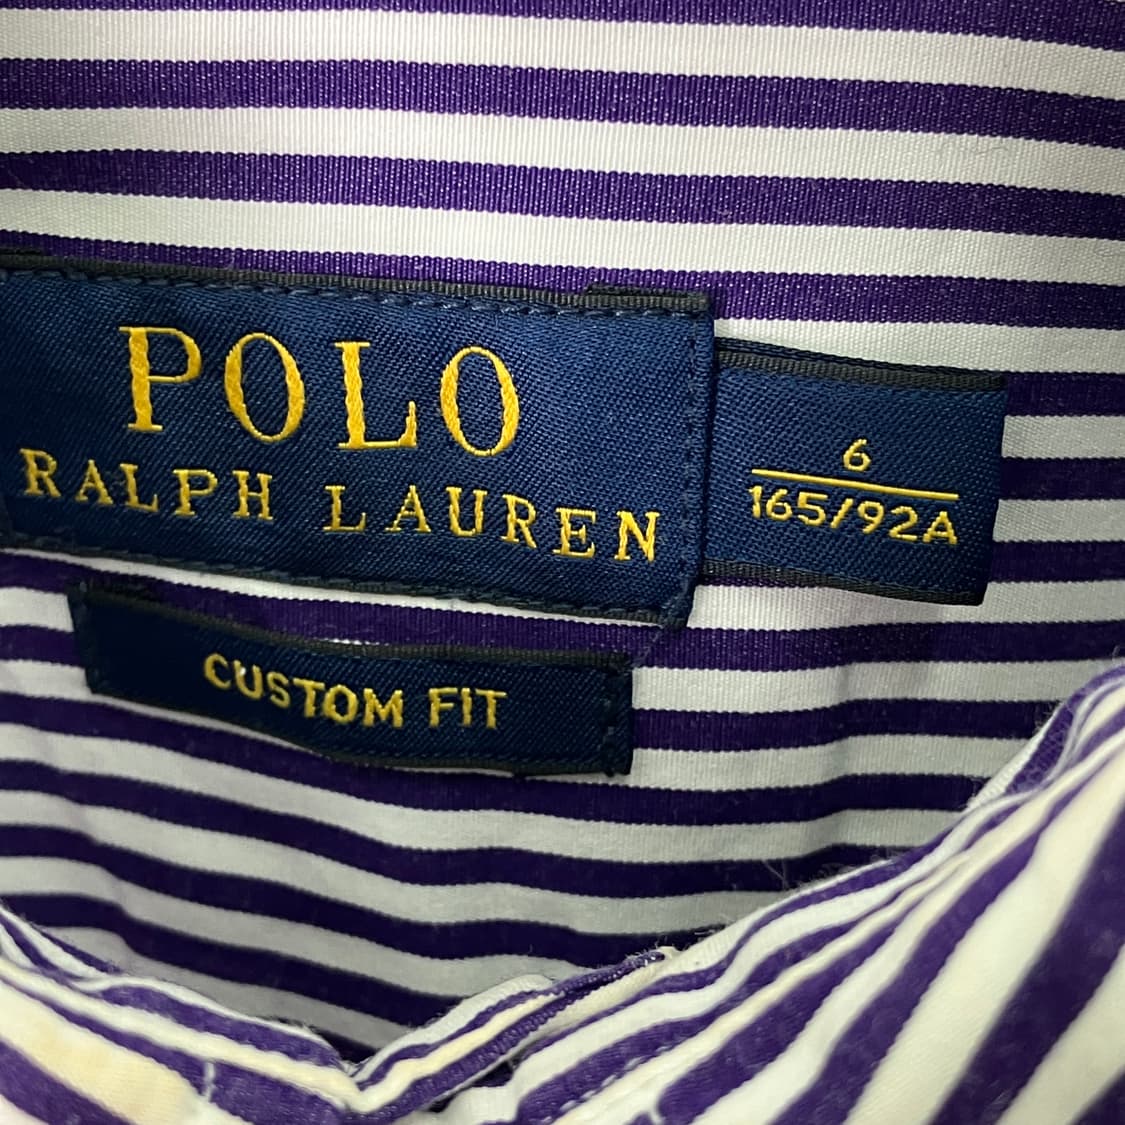 POLO
RALPH LAUREN
6
165/92A
CUSTOM FIT